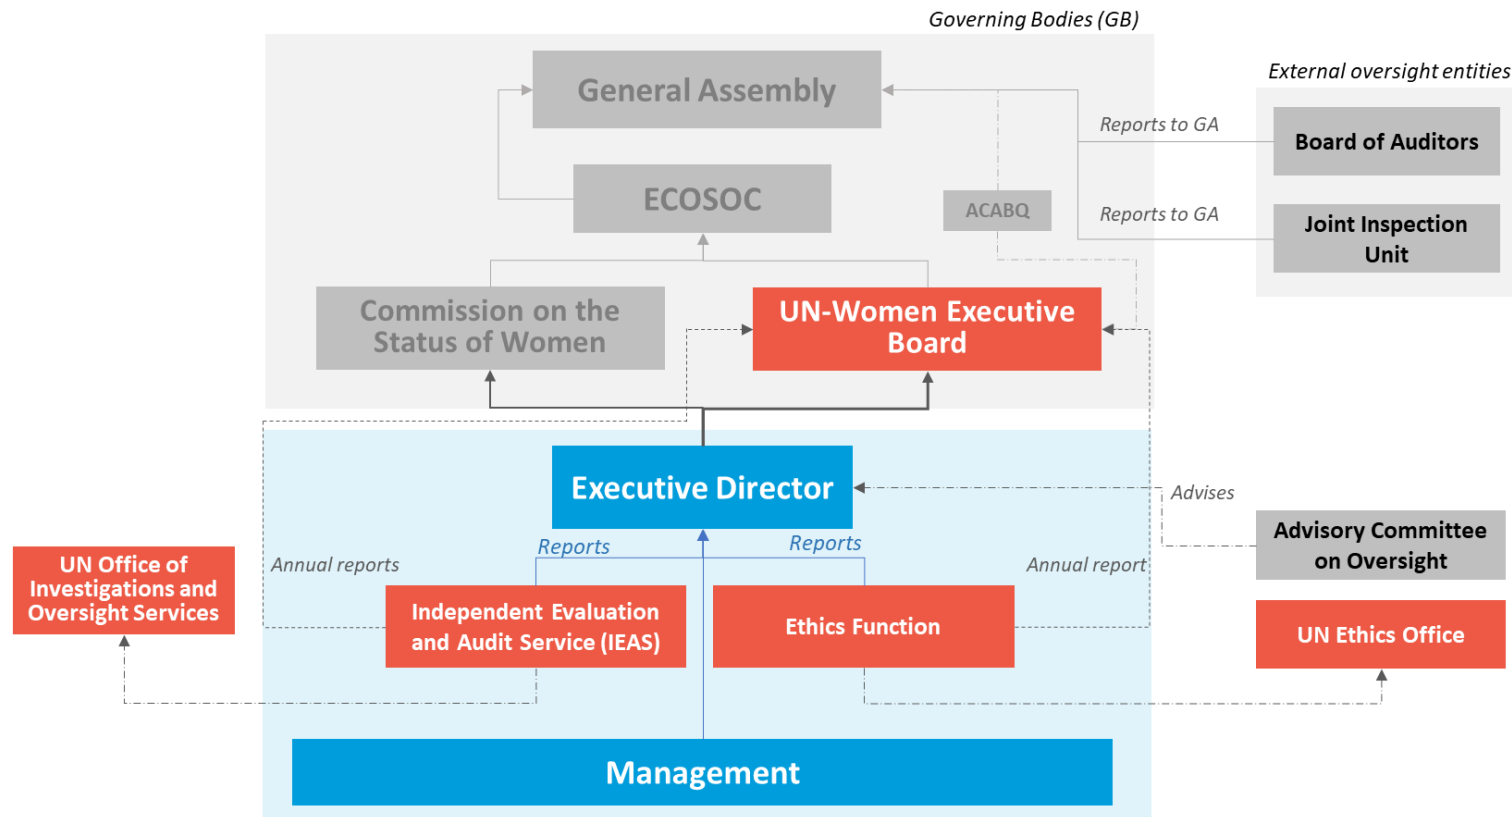 Governing Bodies (GB)
General Assembly
External oversight entities
Reports to GA
Board of Auditors
ECOSOC
ACABQ
Reports to GA
Joint Inspection
Unit
Commission on the
Status of Women
UN-Women Executive
Board
Executive Director
Advises
Advisory Committee
on Oversight
Reports
Reports
Annual reports
Annual report
UN Office of
Investigations and
Oversight Services
Independent Evaluation
and Audit Service (IEAS)
Ethics Function
UN Ethics Office
Management